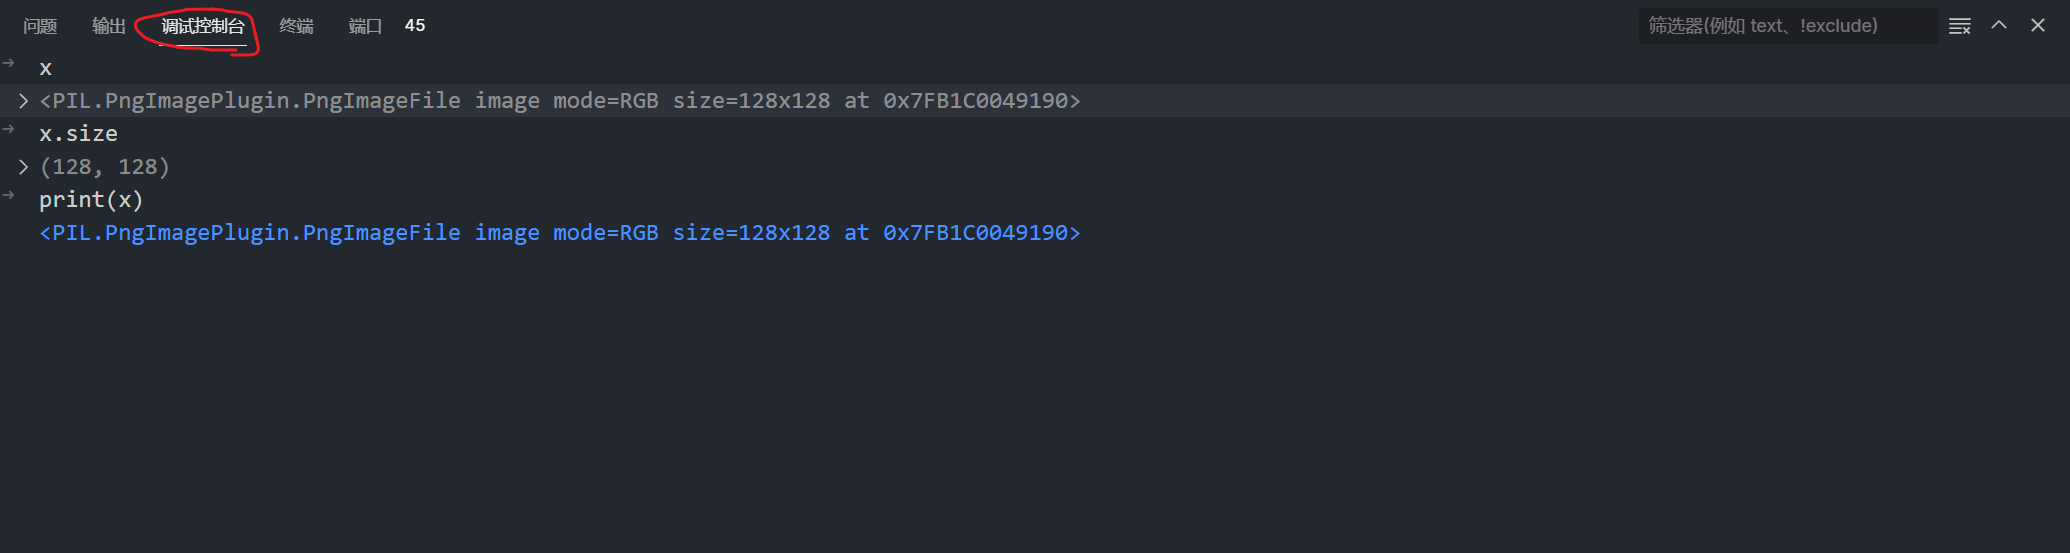 问题 输出 调试控制台 终端 端口 45 筛选器(例如 text、!exclude)
x
<PIL.PngImagePlugin.PngImageFile image mode=RGB size=128x128 at 0x7FB1C0049190>
x.size
(128, 128)
print(x)
<PIL.PngImagePlugin.PngImageFile image mode=RGB size=128x128 at 0x7FB1C0049190>